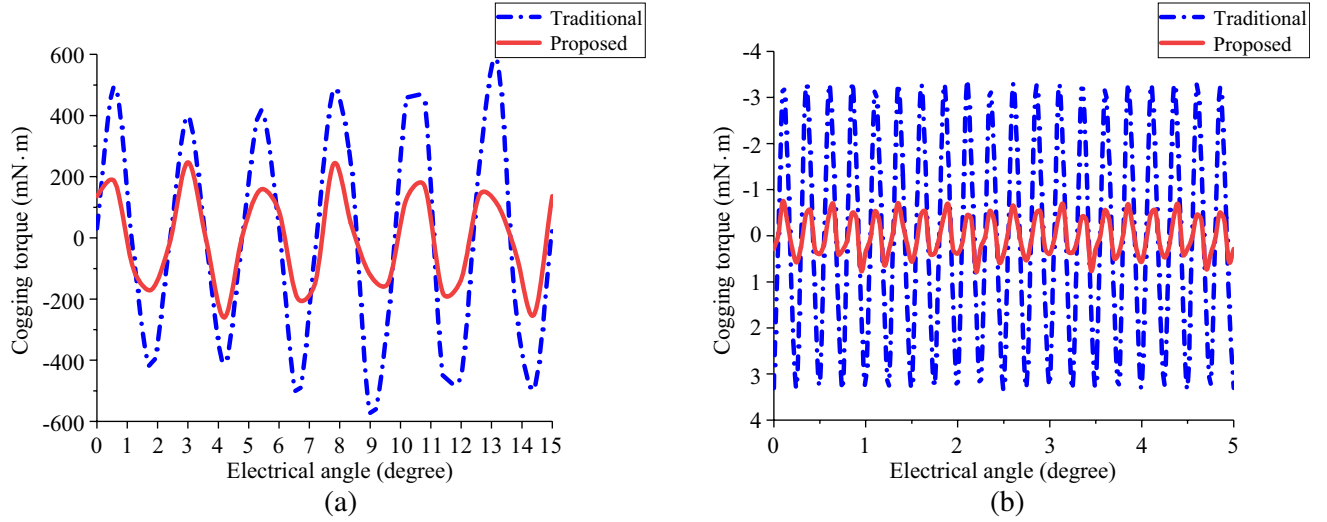 Traditional
Proposed
600
400
200
0
-200
-400
-600
Cogging torque (mN·m)
0 1 2 3 4 5 6 7 8 9 10 11 12 13 14 15
Electrical angle (degree)
(a)
Traditional
Proposed
-4
-3
-2
-1
0
1
2
3
4
Cogging torque (mN·m)
0 1 2 3 4 5
Electrical angle (degree)
(b)